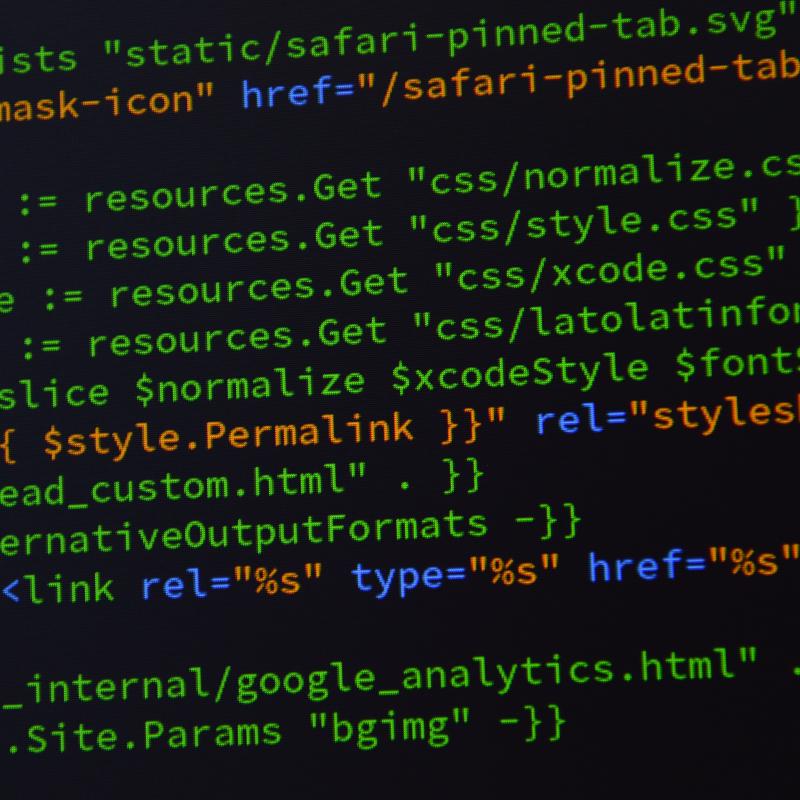 ists "static/safari-pinned-tab.svg"
mask-icon" href="/safari-pinned-tab
:= resources.Get "css/normalize.cs
:= resources.Get "css/style.css" }
e := resources.Get "css/xcode.css"
:= resources.Get "css/latolatinfon
slice $normalize $xcodeStyle $fontS
{ $style.Permalink }}" rel="stylesh
ead_custom.html" . }}
ernativeOutputFormats -}}
<link rel="%s" type="%s" href="%s"
_internal/google_analytics.html" .
.Site.Params "bgimg" -}}